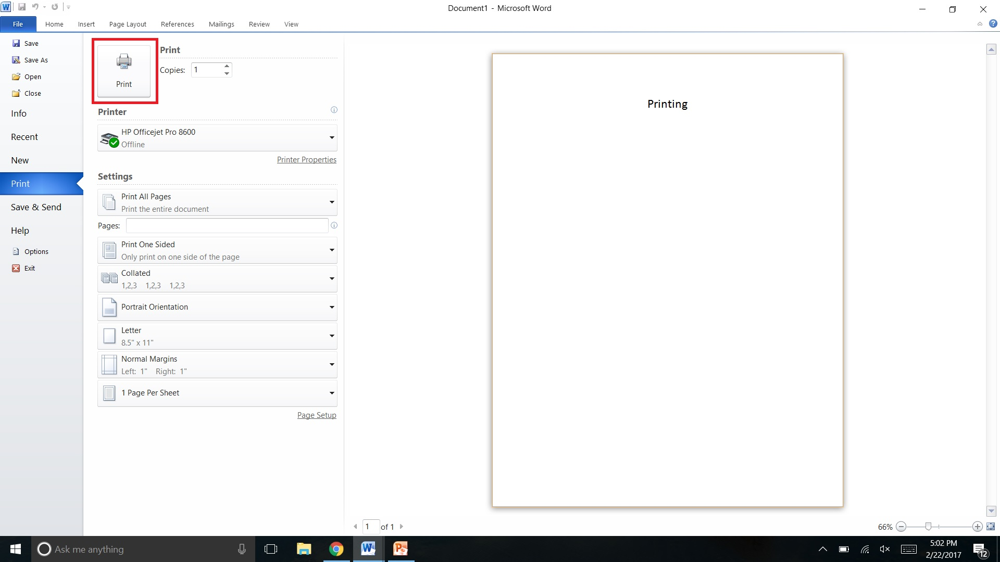 Document1 - Microsoft Word
File Home Insert Page Layout References Mailings Review View
Save
Save As
Open
Close
Info
Recent
New
Print
Save & Send
Help
Options
Exit
Print
Print
Copies: 1
Printer
HP Officejet Pro 8600
Offline
Printer Properties
Settings
Print All Pages
Print the entire document
Pages:
Print One Sided
Only print on one side of the page
Collated
1,2,3 1,2,3 1,2,3
Portrait Orientation
Letter
8.5" x 11"
Normal Margins
Left: 1" Right: 1"
1 Page Per Sheet
Page Setup
Printing
1 of 1
66%
Ask me anything
5:02 PM
2/22/2017
12